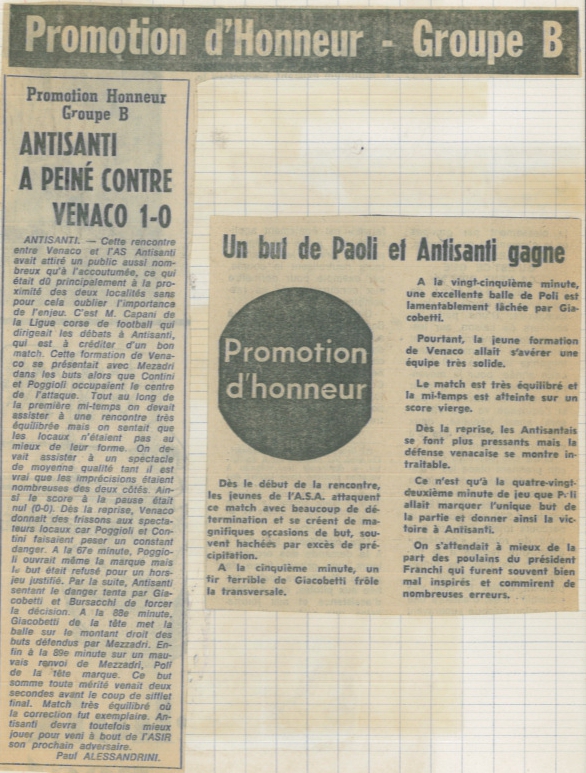 Promotion d'Honneur - Groupe B
Promotion Honneur
Groupe B
ANTISANTI
A PEINÉ CONTRE
VENACO 1-0
ANTISANTI. — Cette rencontre
entre Venaco et l'AS Antisanti
avait attiré un public aussi nom-
breux qu'à l'accoutumée, ce qui
était dû principalement à la pro-
ximité des deux localités sans
pour cela oublier l'importance
de l'enjeu. C'est M. Capani de
la Ligue corse de football qui
dirigeait les débats à Antisanti,
qui est à créditer d'un bon
match. Cette formation de Vena-
co se présentait avec Mezadri
dans les buts alors que Contini
et Poggioli occupaient le centre
de l'attaque. Tout au long de
la première mi-temps on devait
assister à une rencontre très
équilibrée mais on sentait que
les locaux n'étaient pas au
mieux de leur forme. On de-
vait assister à un spectacle
de moyenne qualité tant il est
vrai que les imprécisions étaient
nombreuses des deux côtés. Ain-
si le score à la pause était
nul (0-0). Dès la reprise, Venaco
donnait des frissons aux specta-
teurs locaux car Poggioli et Con-
tini faisaient peser un constant
danger. A la 67e minute, Poggio-
li ouvrait même la marque mais
le but était refusé pour un hors-
jeu justifié. Par la suite, Antisanti
sentant le danger tenta par Gia-
cobetti et Bursacchi de forcer
la décision. A la 88e minute,
Giacobetti de la tête met la
balle sur le montant droit des
buts défendus par Mezzadri. En-
fin à la 89e minute sur un mau-
vais renvoi de Mezzadri, Poli
de la tête marque. Ce but
somme toute mérité venait deux
secondes avant le coup de sifflet
final. Match très équilibré où
la correction fut exemplaire. An-
tisanti devra toutefois mieux
jouer pour veni à bout de l'ASIR
son prochain adversaire.
Paul ALESSANDRINI.
Un but de Paoli et Antisanti gagne
Promotion
d'honneur
Dès le début de la rencontre,
les jeunes de l'A.S.A. attaquent
ce match avec beaucoup de dé-
termination et se créent de ma-
gnifiques occasions de but, sou-
vent hachées par excès de pré-
cipitation.
A la cinquième minute, un
tir terrible de Giacobetti frôle
la transversale.
A la vingt-cinquième minute,
une excellente balle de Poli est
lamentablement lâchée par Gia-
cobetti.
Pourtant, la jeune formation
de Venaco allait s'avérer une
équipe très solide.
Le match est très équilibré et
la mi-temps est atteinte sur un
score vierge.
Dès la reprise, les Antisantais
se font plus pressants mais la
défense venacaise se montre in-
traitable.
Ce n'est qu'à la quatre-vingt-
deuxième minute de jeu que Poli
allait marquer l'unique but de
la partie et donner ainsi la vic-
toire à Antisanti.
On s'attendait à mieux de la
part des poulains du président
Franchi qui furent souvent bien
mal inspirés et commirent de
nombreuses erreurs.